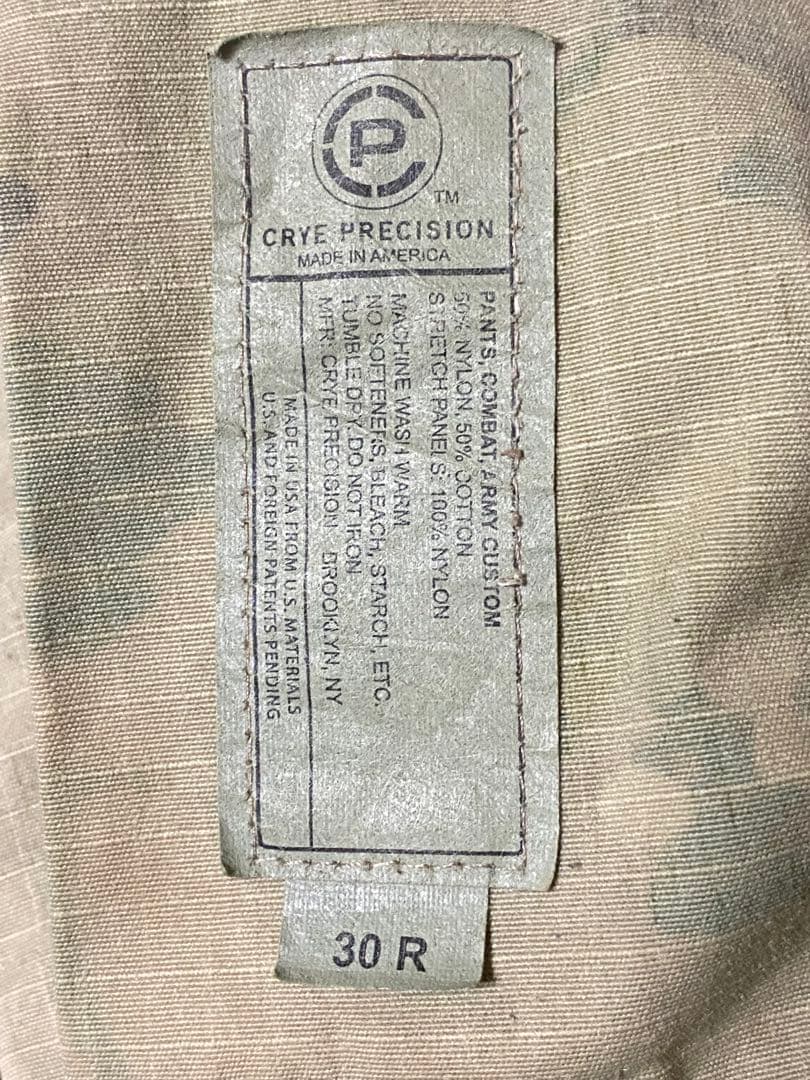 P
TM
CRYE PRECISION
MADE IN AMERICA
PANTS, COMBAT, ARMY CUSTOM
50% NYLON, 50% COTTON
STRETCH PANELS: 100% NYLON
MACHINE WASH WARM
NO SOFTENERS, BLEACH, STARCH, ETC.
TUMBLE DRY, DO NOT IRON
MFR: CRYE PRECISION BROOKLYN, NY
MADE IN USA FROM U.S. MATERIALS
U.S. AND FOREIGN PATENTS PENDING
30 R